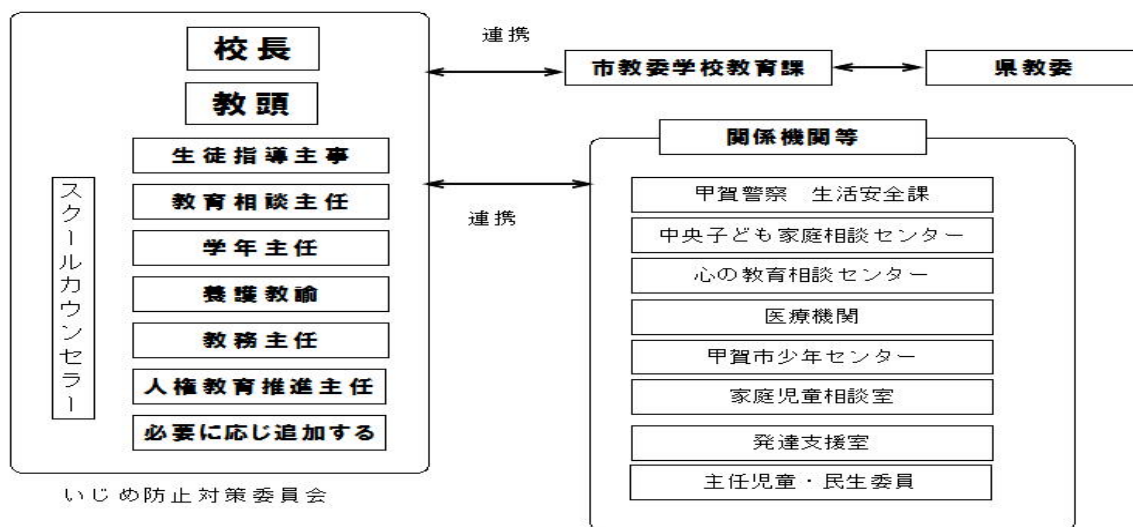 校長
教頭
生徒指導主事
教育相談主任
学年主任
養護教諭
教務主任
人権教育推進主任
必要に応じ追加する
スクールカウンセラー
いじめ防止対策委員会
連携
市教委学校教育課
県教委
連携
関係機関等
甲賀警察 生活安全課
中央子ども家庭相談センター
心の教育相談センター
医療機関
甲賀市少年センター
家庭児童相談室
発達支援室
主任児童・民生委員